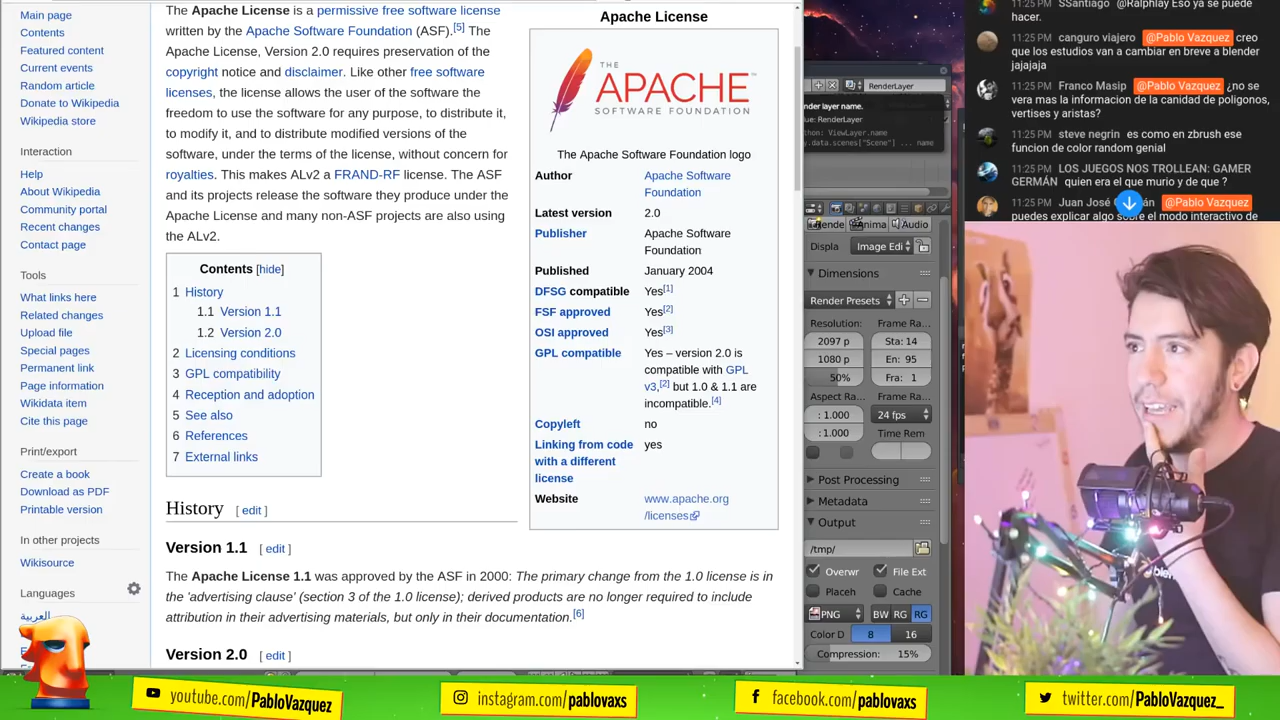 Main page
Contents
Featured content
Current events
Random article
Donate to Wikipedia
Wikipedia store
Interaction
Help
About Wikipedia
Community portal
Recent changes
Contact page
Tools
What links here
Related changes
Upload file
Special pages
Permanent link
Page information
Wikidata item
Cite this page
Print/export
Create a book
Download as PDF
Printable version
In other projects
Wikisource
Languages
العربية
The Apache License is a permissive free software license
written by the Apache Software Foundation (ASF).[5] The
Apache License, Version 2.0 requires preservation of the
copyright notice and disclaimer. Like other free software
licenses, the license allows the user of the software the
freedom to use the software for any purpose, to distribute it,
to modify it, and to distribute modified versions of the
software, under the terms of the license, without concern for
royalties. This makes ALv2 a FRAND-RF license. The ASF
and its projects release the software they produce under the
Apache License and many non-ASF projects are also using
the ALv2.
Contents [hide]
1 History
1.1 Version 1.1
1.2 Version 2.0
2 Licensing conditions
3 GPL compatibility
4 Reception and adoption
5 See also
6 References
7 External links
History [ edit ]
Version 1.1 [ edit ]
The Apache License 1.1 was approved by the ASF in 2000: The primary change from the 1.0 license is in
the 'advertising clause' (section 3 of the 1.0 license); derived products are no longer required to include
attribution in their advertising materials, but only in their documentation.[6]
Version 2.0 [ edit ]
Apache License
THE
APACHE™
SOFTWARE FOUNDATION
The Apache Software Foundation logo
Author Apache Software
Foundation
Latest version 2.0
Publisher Apache Software
Foundation
Published January 2004
DFSG compatible Yes[1]
FSF approved Yes[2]
OSI approved Yes[3]
GPL compatible Yes – version 2.0 is
compatible with GPL
v3,[2] but 1.0 & 1.1 are
incompatible.[4]
Copyleft no
Linking from code yes
with a different
license
Website www.apache.org
/licenses
RenderLayer
nder layer name.
ue: RenderLayer
thon: ViewLayer.name
y.data.scenes["Scene"] ... name
Rende Anima Audio
Displa Image Edi
Dimensions
Render Presets
Resolution: Frame Ra...
2097 p Sta: 14
1080 p End: 95
50% Fra: 1
Aspect Ra... Frame Ra...
: 1.000 24 fps
: 1.000 Time Rem
Post Processing
Metadata
Output
/tmp/
Overwr File Ext
Placeh Cache
PNG BW RG RG
Color D 8 16
Compression: 15%
SSantiago @Ralphlay Eso ya se puede
hacer.
11:25 PM canguro viajero @Pablo Vazquez creo
que los estudios van a cambiar en breve a blender
jajajaja
11:25 PM Franco Masip @Pablo Vazquez ¿no se
vera mas la informacion de la canidad de poligonos,
vertises y aristas?
11:25 PM steve negrin es como en zbrush ese
funcion de color random genial
11:25 PM LOS JUEGOS NOS TROLLEAN: GAMER
GERMÁN quien era el que murio y de que ?
11:25 PM Juan José @Pablo Vazquez
puedes explicar algo sobre el modo interactivo de
youtube.com/PabloVazquez
instagram.com/pablovaxs
facebook.com/pablovaxs
twitter.com/PabloVazquez_